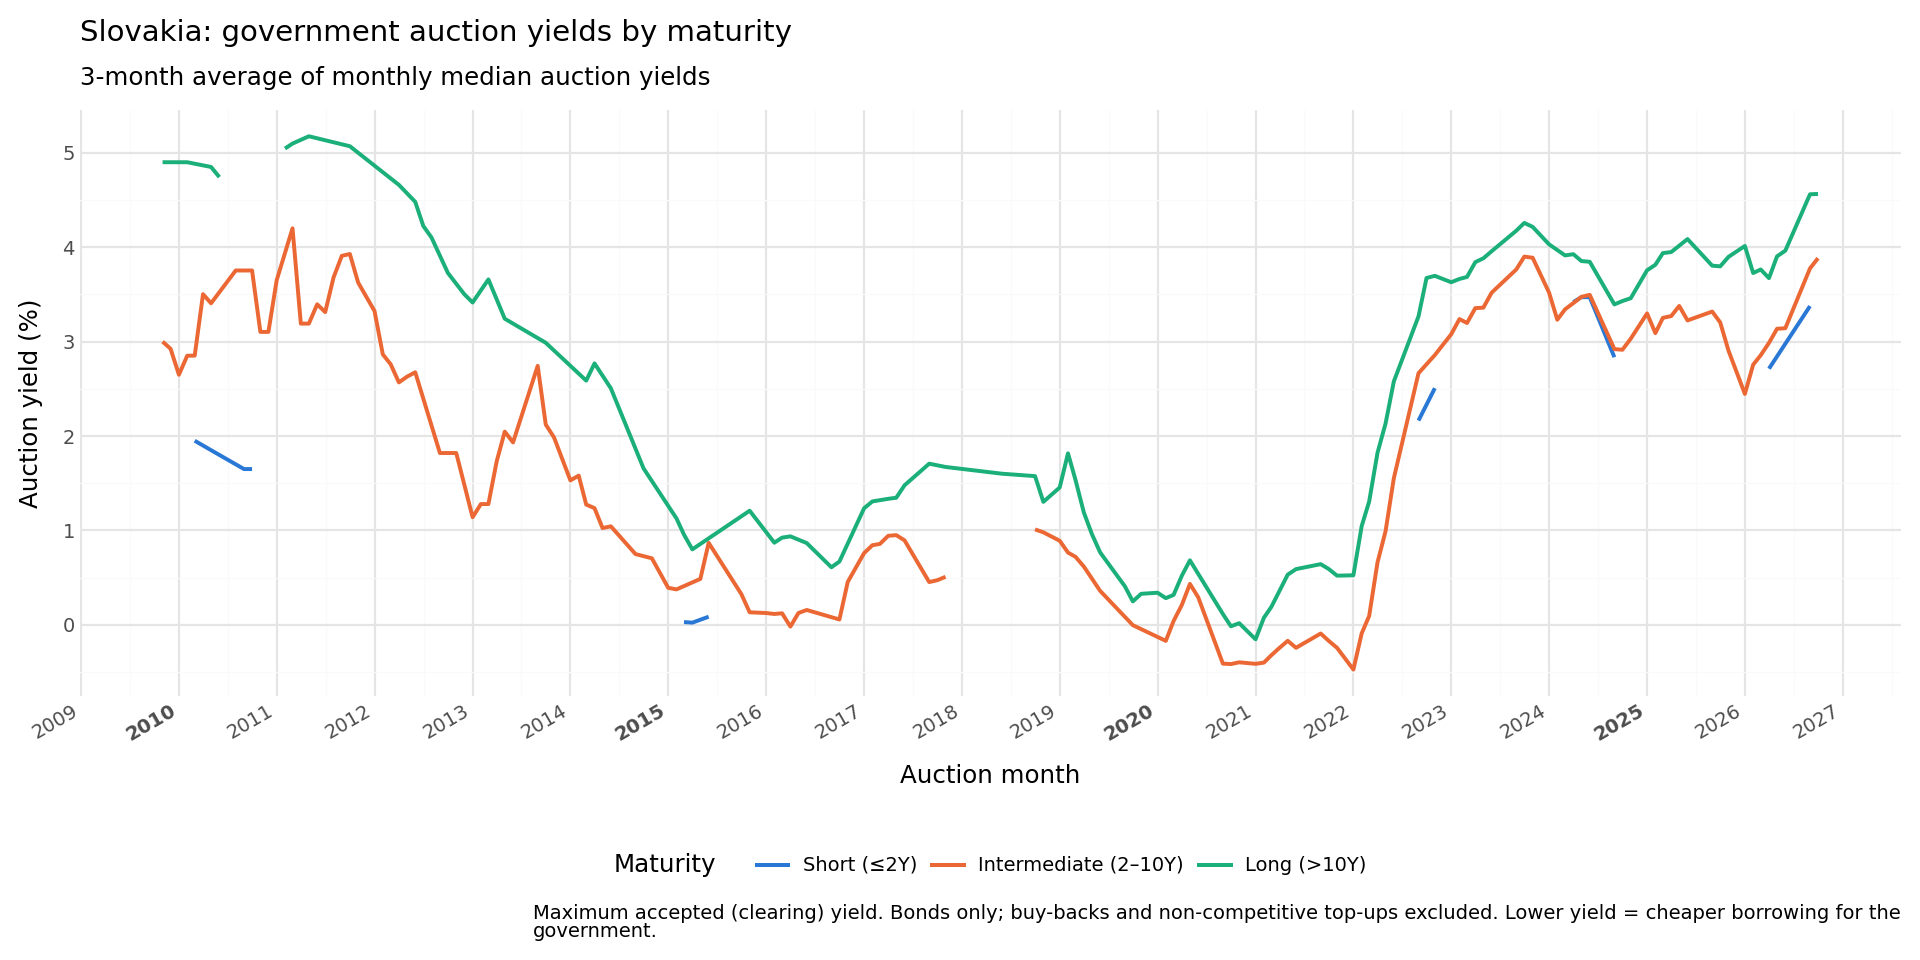 Slovakia: government auction yields by maturity
3-month average of monthly median auction yields
Auction yield (%)
5
4
3
2
1
0
2009
2010
2011
2012
2013
2014
2015
2016
2017
2018
2019
2020
2021
2022
2023
2024
2025
2026
2027
Auction month
Maturity
Short (≤2Y)
Intermediate (2–10Y)
Long (>10Y)
Maximum accepted (clearing) yield. Bonds only; buy-backs and non-competitive top-ups excluded. Lower yield = cheaper borrowing for the
government.